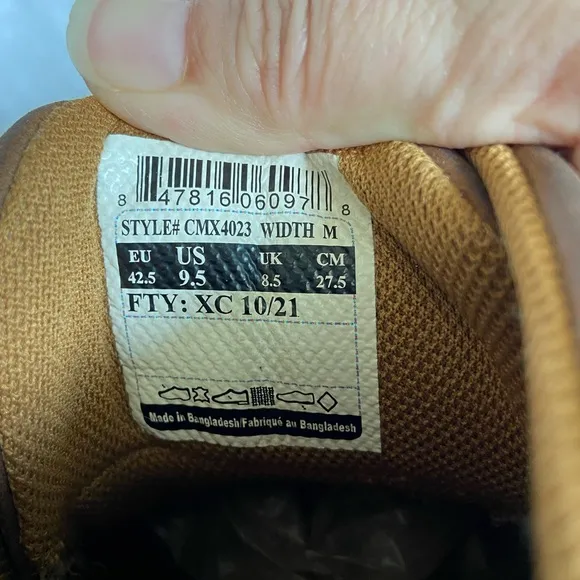 8 47816 06097 8
STYLE# CMX4023 WIDTH M
EU US UK CM
42.5 9.5 8.5 27.5
FTY: XC 10/21
Made in Bangladesh/Fabriqué au Bangladesh